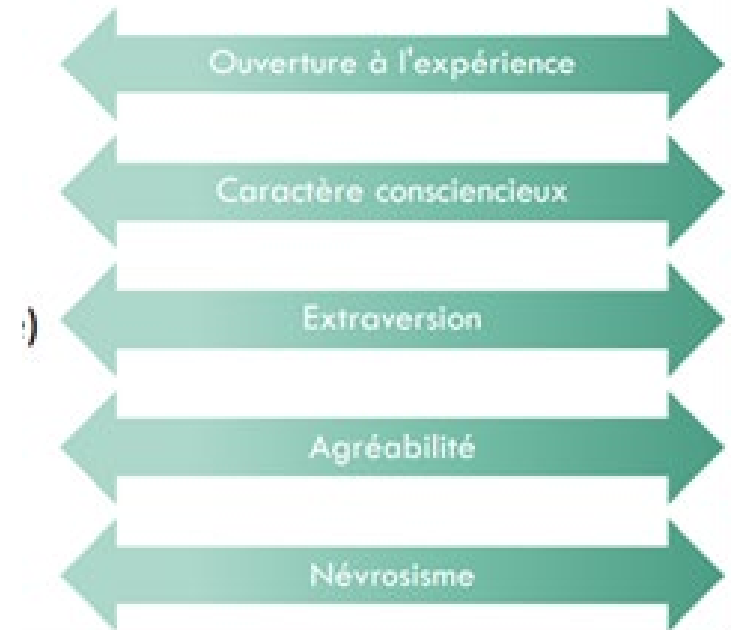 Ouverture à l'expérience
Caractère consciencieux
Extraversion
)
Agréabilité
Névrosisme